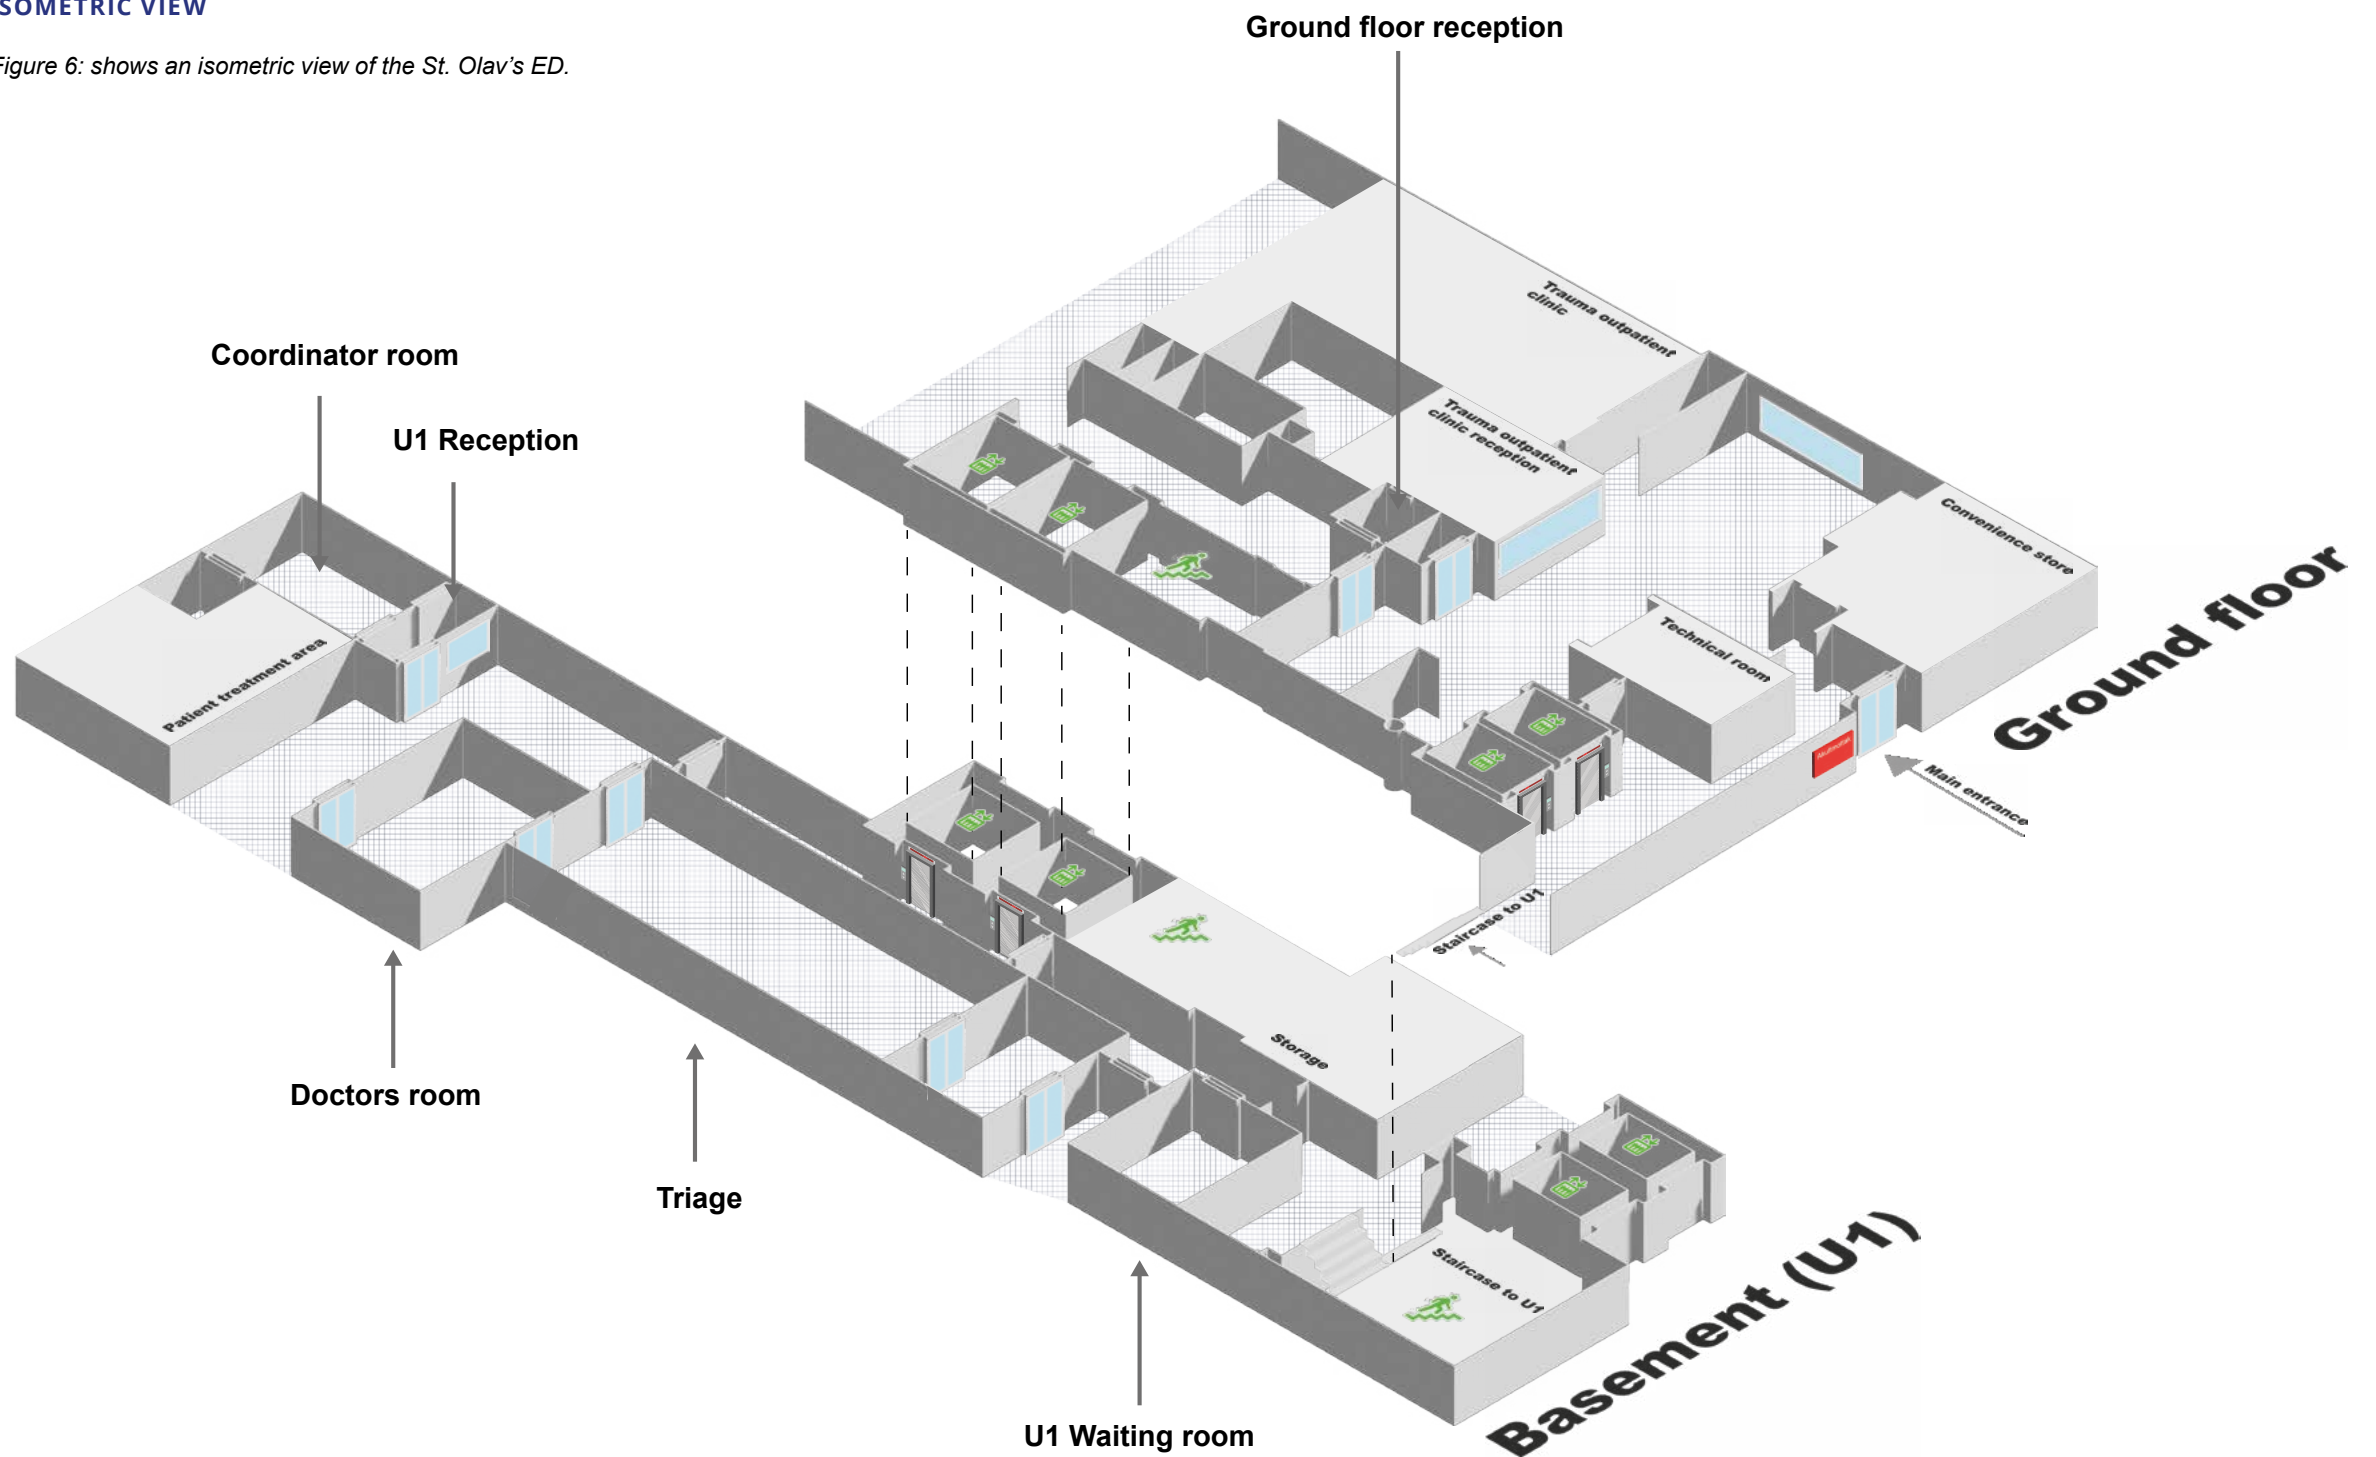 SOMETRIC VIEW
Figure 6: shows an isometric view of the St. Olav's ED.
Ground floor reception
Coordinator room
U1 Reception
Trauma outpatient
clinic
Trauma outpatient
clinic reception
Convenience store
Technical room
Ground floor
Main entrance
Patient treatment area
Staircase to U1
Storage
Doctors room
Triage
Staircase to U1
Basement (U1)
U1 Waiting room